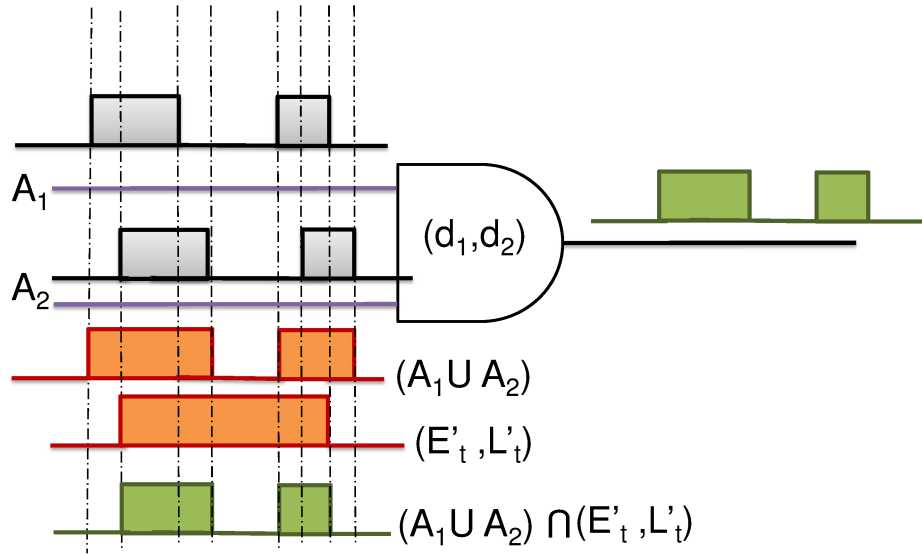 A₁
(d₁,d₂)
A₂
(A₁U A₂)
(E'ₜ ,L'ₜ)
(A₁U A₂) ∩(E'ₜ ,L'ₜ)